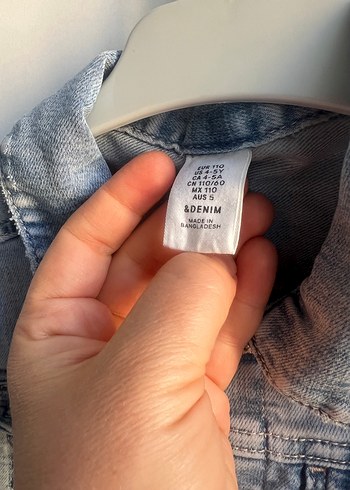 EUR 110
US 4-5Y
CA 4-5A
CN 110/60
MX 110
AUS 5
&DENIM
MADE IN
BANGLADESH